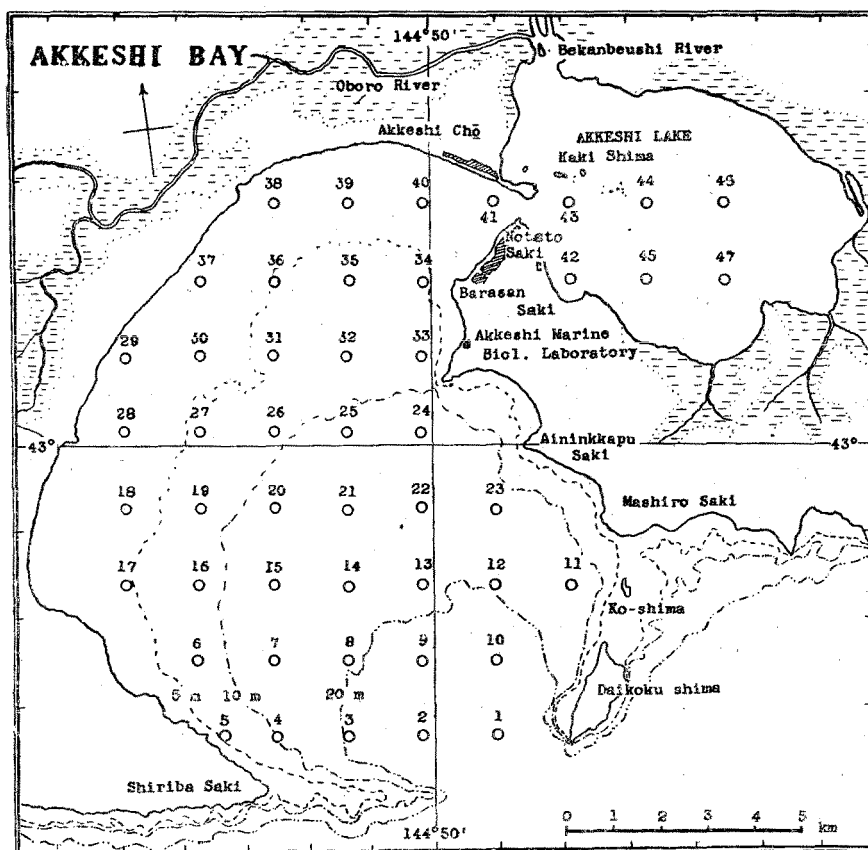 144°50'
AKKESHI BAY
Bekanbeushi River
Oboro River
Akkeshi Chō
AKKESHI LAKE
Kaki Shima
38 39 40 41 43 44 46
37 36 35 34 42 45 47
Notsto
Saki
Barasan
Saki
29 30 31 32 33
Akkeshi Marine
Biol. Laboratory
28 27 26 25 24
43° 43°
Aininkkapu
Saki
18 19 20 21 22 23
Mashiro Saki
17 16 15 14 13 12 11
Ko-shima
6 7 8 9 10
Daikoku shima
5 m 10 m 20 m
5 4 3 2 1
Shiriba Saki
144°50'
0 1 2 3 4 5
km